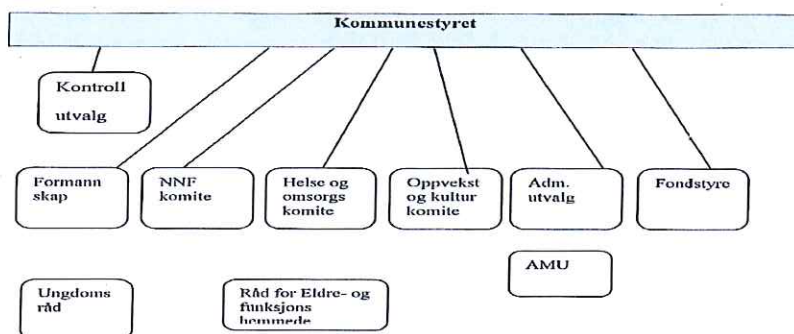 Kommunestyret
Kontroll
utvalg
Formann
skap
NNF
komite
Helse og
omsorgs
komite
Oppvekst
og kultur
komite
Adm.
utvalg
Fondstyre
AMU
Ungdoms
råd
Råd for Eldre- og
funksjons
hemmede